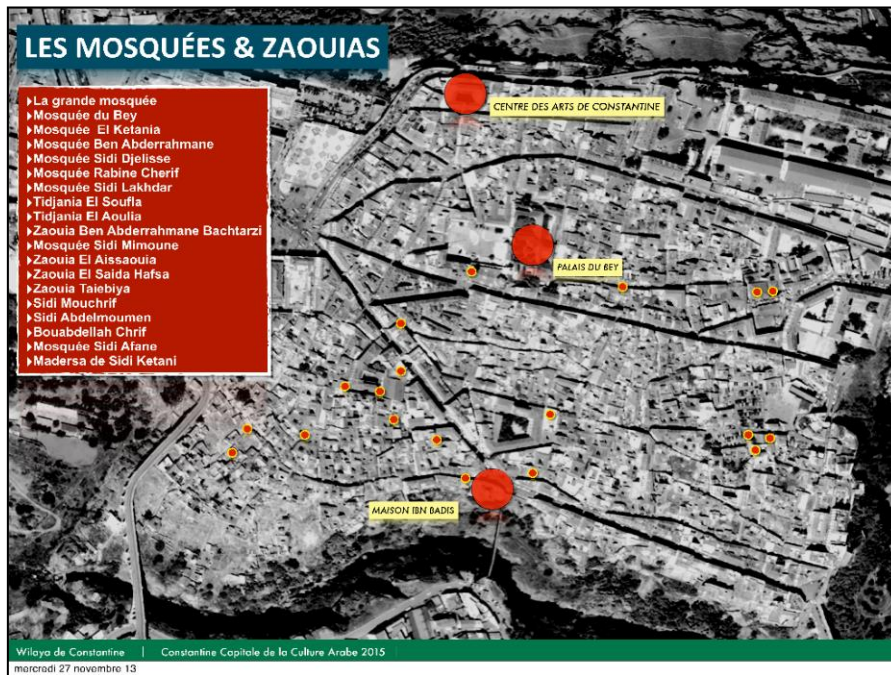 LES MOSQUÉES & ZAOUIAS
La grande mosquée
Mosquée du Bey
Mosquée El Ketania
Mosquée Ben Abderrahmane
Mosquée Sidi Djelisse
Mosquée Rabine Cherif
Mosquée Sidi Lakhdar
Tidjania El Soufla
Tidjania El Aoulia
Zaouia Ben Abderrahmane Bachtarzi
Mosquée Sidi Mimoune
Zaouia El Aissaouia
Zaouia El Saida Hafsa
Zaouia Taiebiya
Sidi Mouchrif
Sidi Abdelmoumen
Bouabdellah Chrif
Mosquée Sidi Afane
Madersa de Sidi Ketani
CENTRE DES ARTS DE CONSTANTINE
PALAIS DU BEY
MAISON IBN BADIS
Wilaya de Constantine | Constantine Capitale de la Culture Arabe 2015
mercredi 27 novembre 13